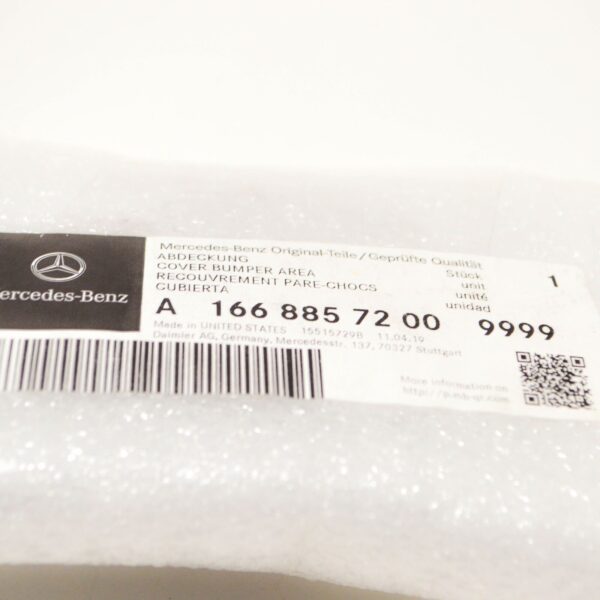 Mercedes-Benz Original-Teile/Geprüfte Qualität
ABDECKUNG
COVER BUMPER AREA
RECOUVREMENT PARE-CHOCS
CUBIERTA
Stück
unit
unité
unidad
1
ercedes-Benz
A 166 885 72 00 9999
Made in UNITED STATES 15515729B 11.04.19
Daimler AG, Germany, Mercedesstr. 137, 70327 Stuttgart
More information on